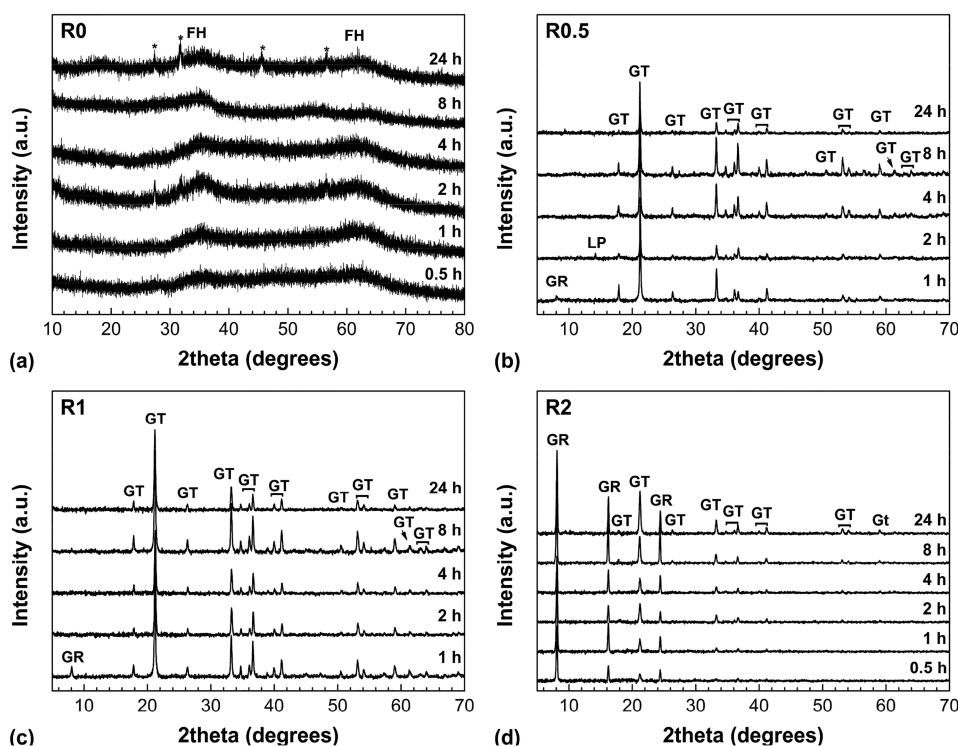 R0
FH
FH
* * * *
24 h
8 h
4 h
2 h
1 h
0.5 h
Intensity (a.u.)
10 20 30 40 50 60 70 80
2theta (degrees)
(a)
R0.5
GT
GT GT GT GT GT GT GT
24 h
GT GT GT
8 h
4 h
LP
2 h
GR
1 h
Intensity (a.u.)
10 20 30 40 50 60 70
2theta (degrees)
(b)
R1
GT
GT GT GT GT GT GT GT GT
24 h
GT GT
8 h
4 h
2 h
GR
1 h
Intensity (a.u.)
10 20 30 40 50 60 70
2theta (degrees)
(c)
R2
GR
GR GT GT GR GT GT GT GT GT Gt
24 h
8 h
4 h
2 h
1 h
0.5 h
Intensity (a.u.)
10 20 30 40 50 60 70
2theta (degrees)
(d)